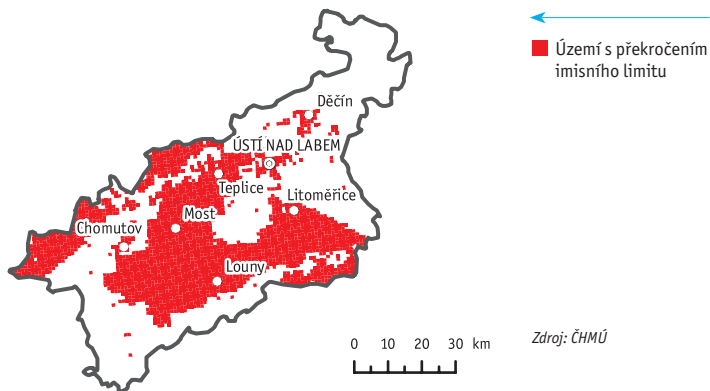 Území s překročením
imisního limitu
Děčín
ÚSTÍ NAD LABEM
Teplice
Litoměřice
Most
Chomutov
Louny
0 10 20 30 km
Zdroj: ČHMÚ